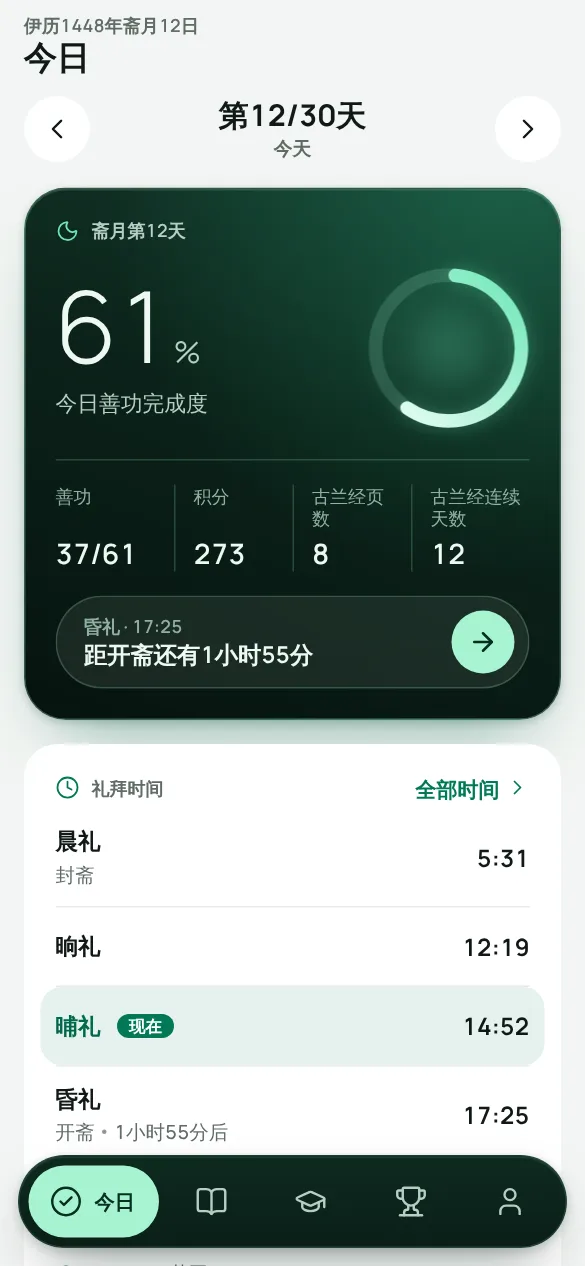 伊历1448年斋月12日
今日
第12/30天
今天
斋月第12天
61 %
今日善功完成度
善功
37/61
积分
273
古兰经页
数
8
古兰经连续
天数
12
昏礼 · 17:25
距开斋还有1小时55分
礼拜时间
全部时间
晨礼
封斋
5:31
晌礼
12:19
晡礼 现在
14:52
昏礼
开斋 • 1小时55分后
17:25
今日